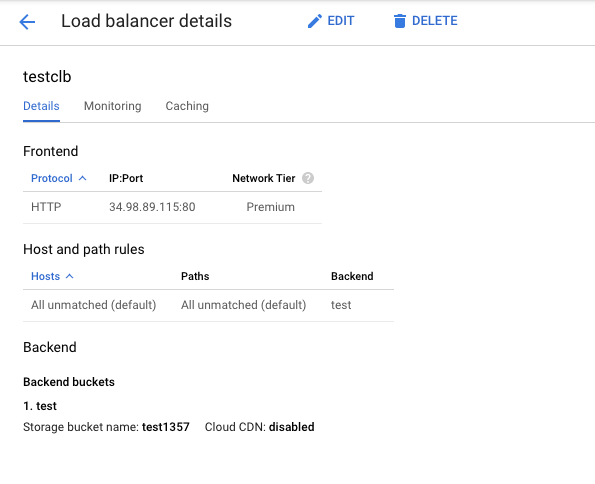 Load balancer details EDIT DELETE
testclb
Details Monitoring Caching
Frontend
Protocol IP:Port Network Tier ?
HTTP 34.98.89.115:80 Premium
Host and path rules
Hosts Paths Backend
All unmatched (default) All unmatched (default) test
Backend
Backend buckets
1. test
Storage bucket name: test1357 Cloud CDN: disabled